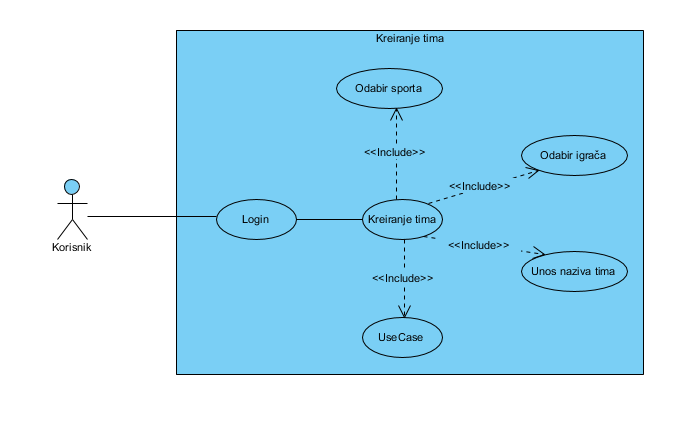 Kreiranje tima
Odabir sporta
<<Include>>
Odabir igrača
<<Include>>
Korisnik
Login
Kreiranje tima
<<Include>>
Unos naziva tima
<<Include>>
UseCase